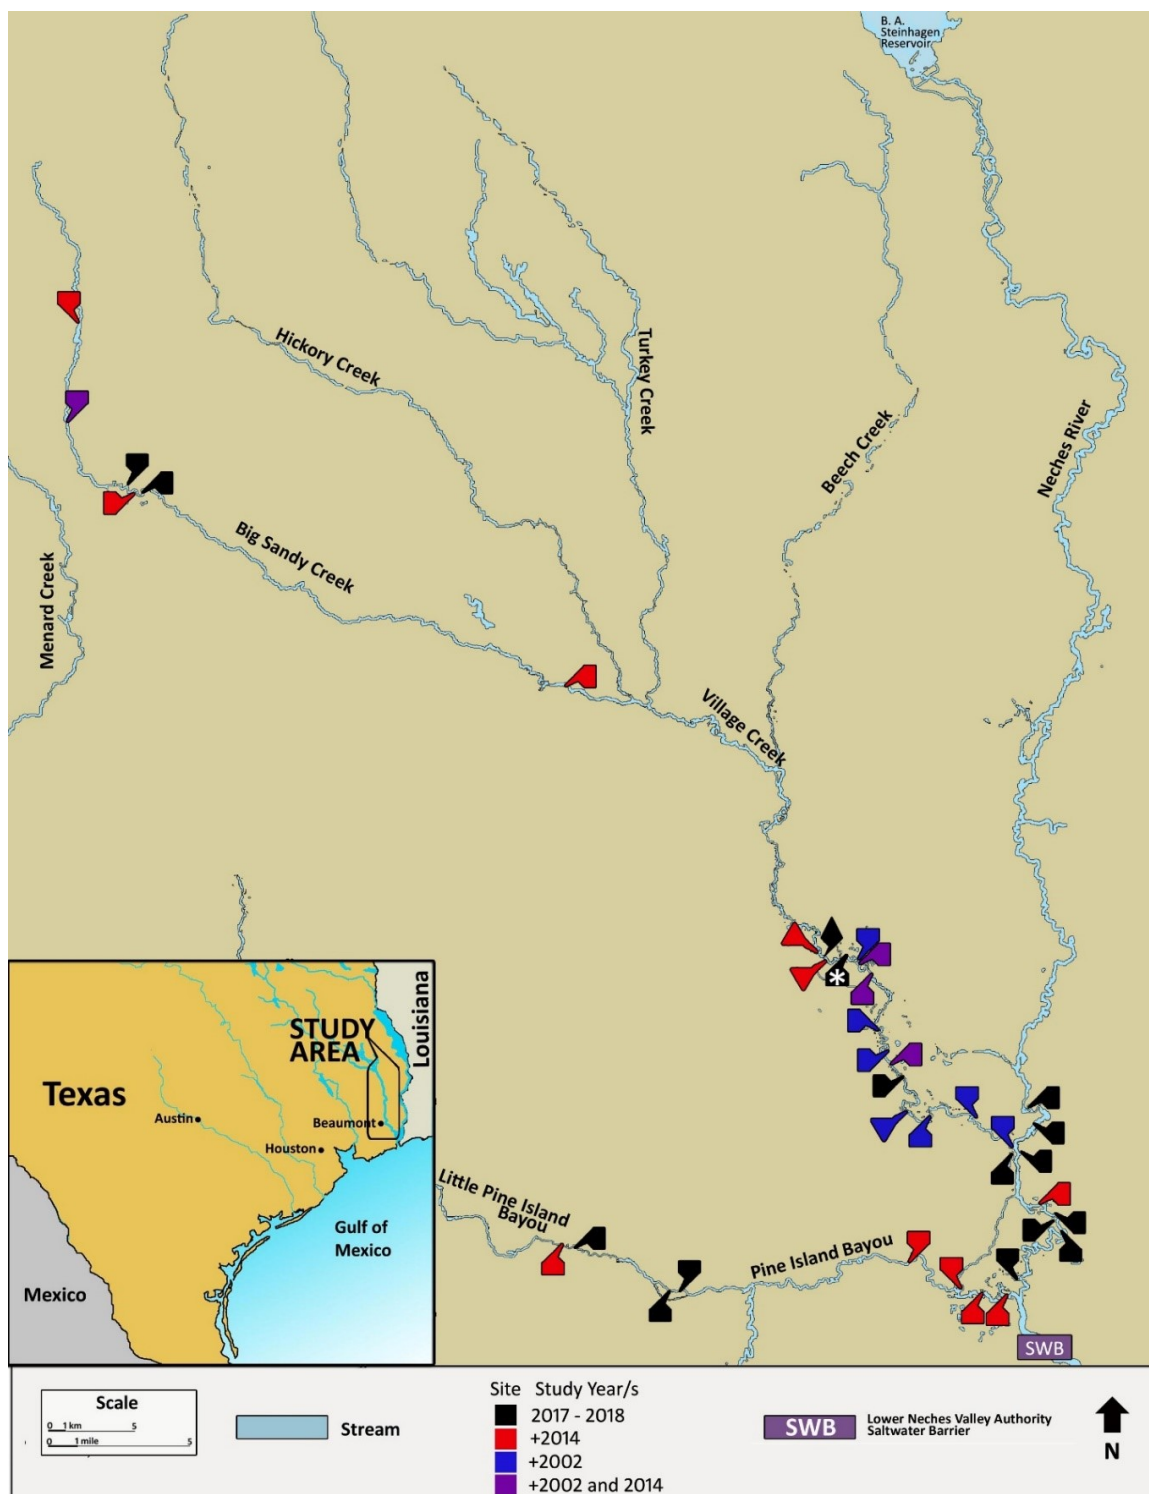 B. A.
Steinhagen
Reservoir
Hickory Creek
Turkey Creek
Beech Creek
Neches River
Menard Creek
Big Sandy Creek
Village Creek
*
Little Pine Island
Bayou
Pine Island Bayou
SWB
STUDY
AREA
Louisiana
Texas
Austin
Beaumont
Houston
Gulf of
Mexico
Mexico
Scale
0 1 km 5
0 1 mile 5
Stream
Site Study Year/s
2017 - 2018
+2014
+2002
+2002 and 2014
SWB
Lower Neches Valley Authority
Saltwater Barrier
N